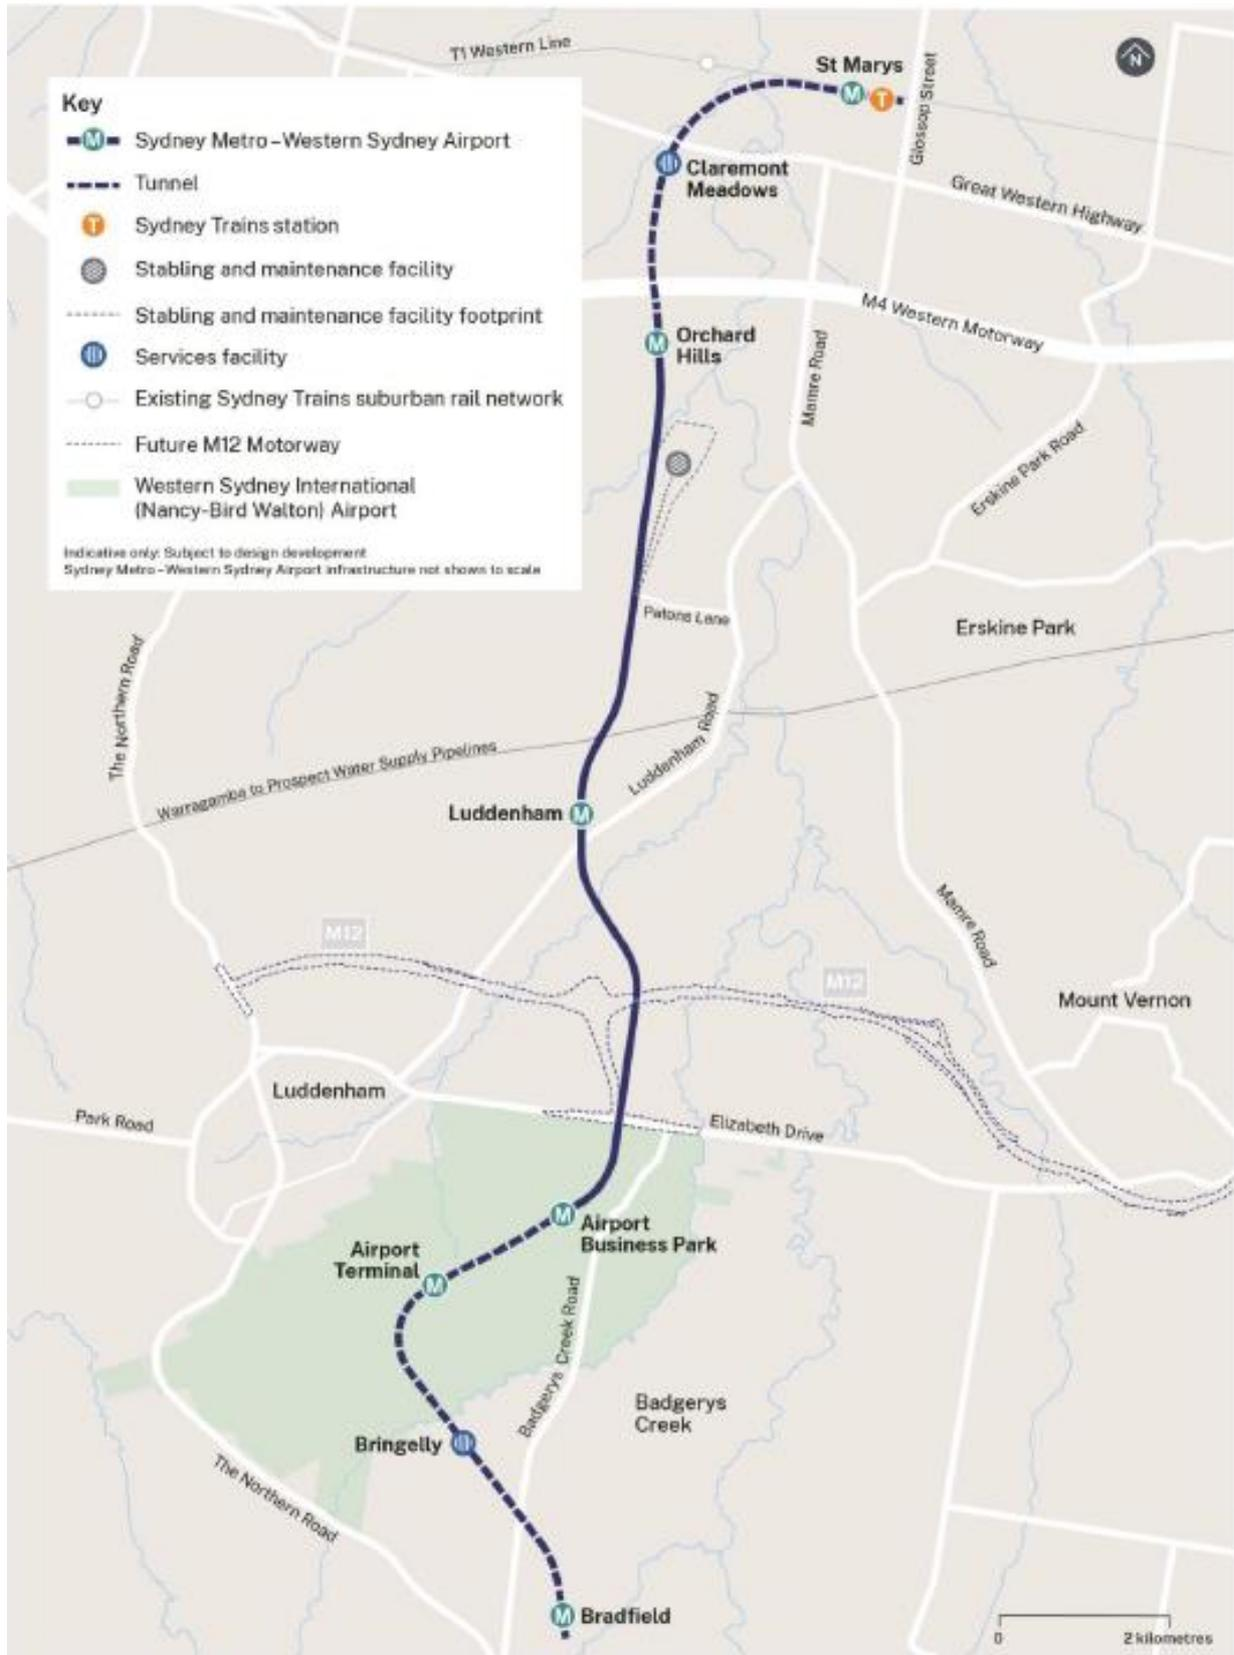 T1 Western Line
N
St Marys
M
T
Glossop Street
Key
M
Sydney Metro – Western Sydney Airport
Tunnel
T
Sydney Trains station
Stabling and maintenance facility
Stabling and maintenance facility footprint
Services facility
Existing Sydney Trains suburban rail network
Future M12 Motorway
Western Sydney International
(Nancy-Bird Walton) Airport
Indicative only: Subject to design development
Sydney Metro – Western Sydney Airport infrastructure not shown to scale
Claremont
Meadows
Great Western Highway
M4 Western Motorway
M
Orchard
Hills
Mamre Road
Erskine Park Road
Patons Lane
Erskine Park
The Northern Road
Luddenham Road
Warragamba to Prospect Water Supply Pipelines
Luddenham
M
M12
Mamre Road
M12
Mount Vernon
Luddenham
Park Road
Elizabeth Drive
M
Airport
Business Park
Airport
Terminal
M
Badgerys Creek Road
Badgerys
Creek
Bringelly
The Northern Road
M
Bradfield
0
2 kilometres